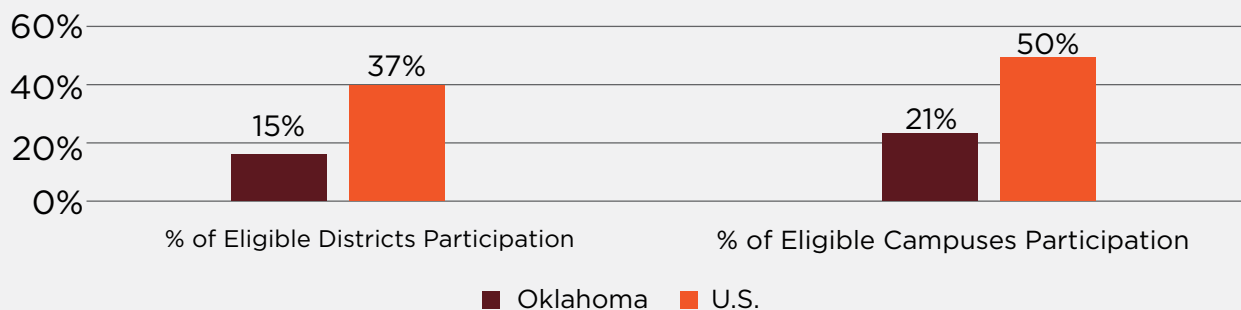 60%
50%
40%
37%
15%
21%
20%
0%
% of Eligible Districts Participation
% of Eligible Campuses Participation
Oklahoma
U.S.